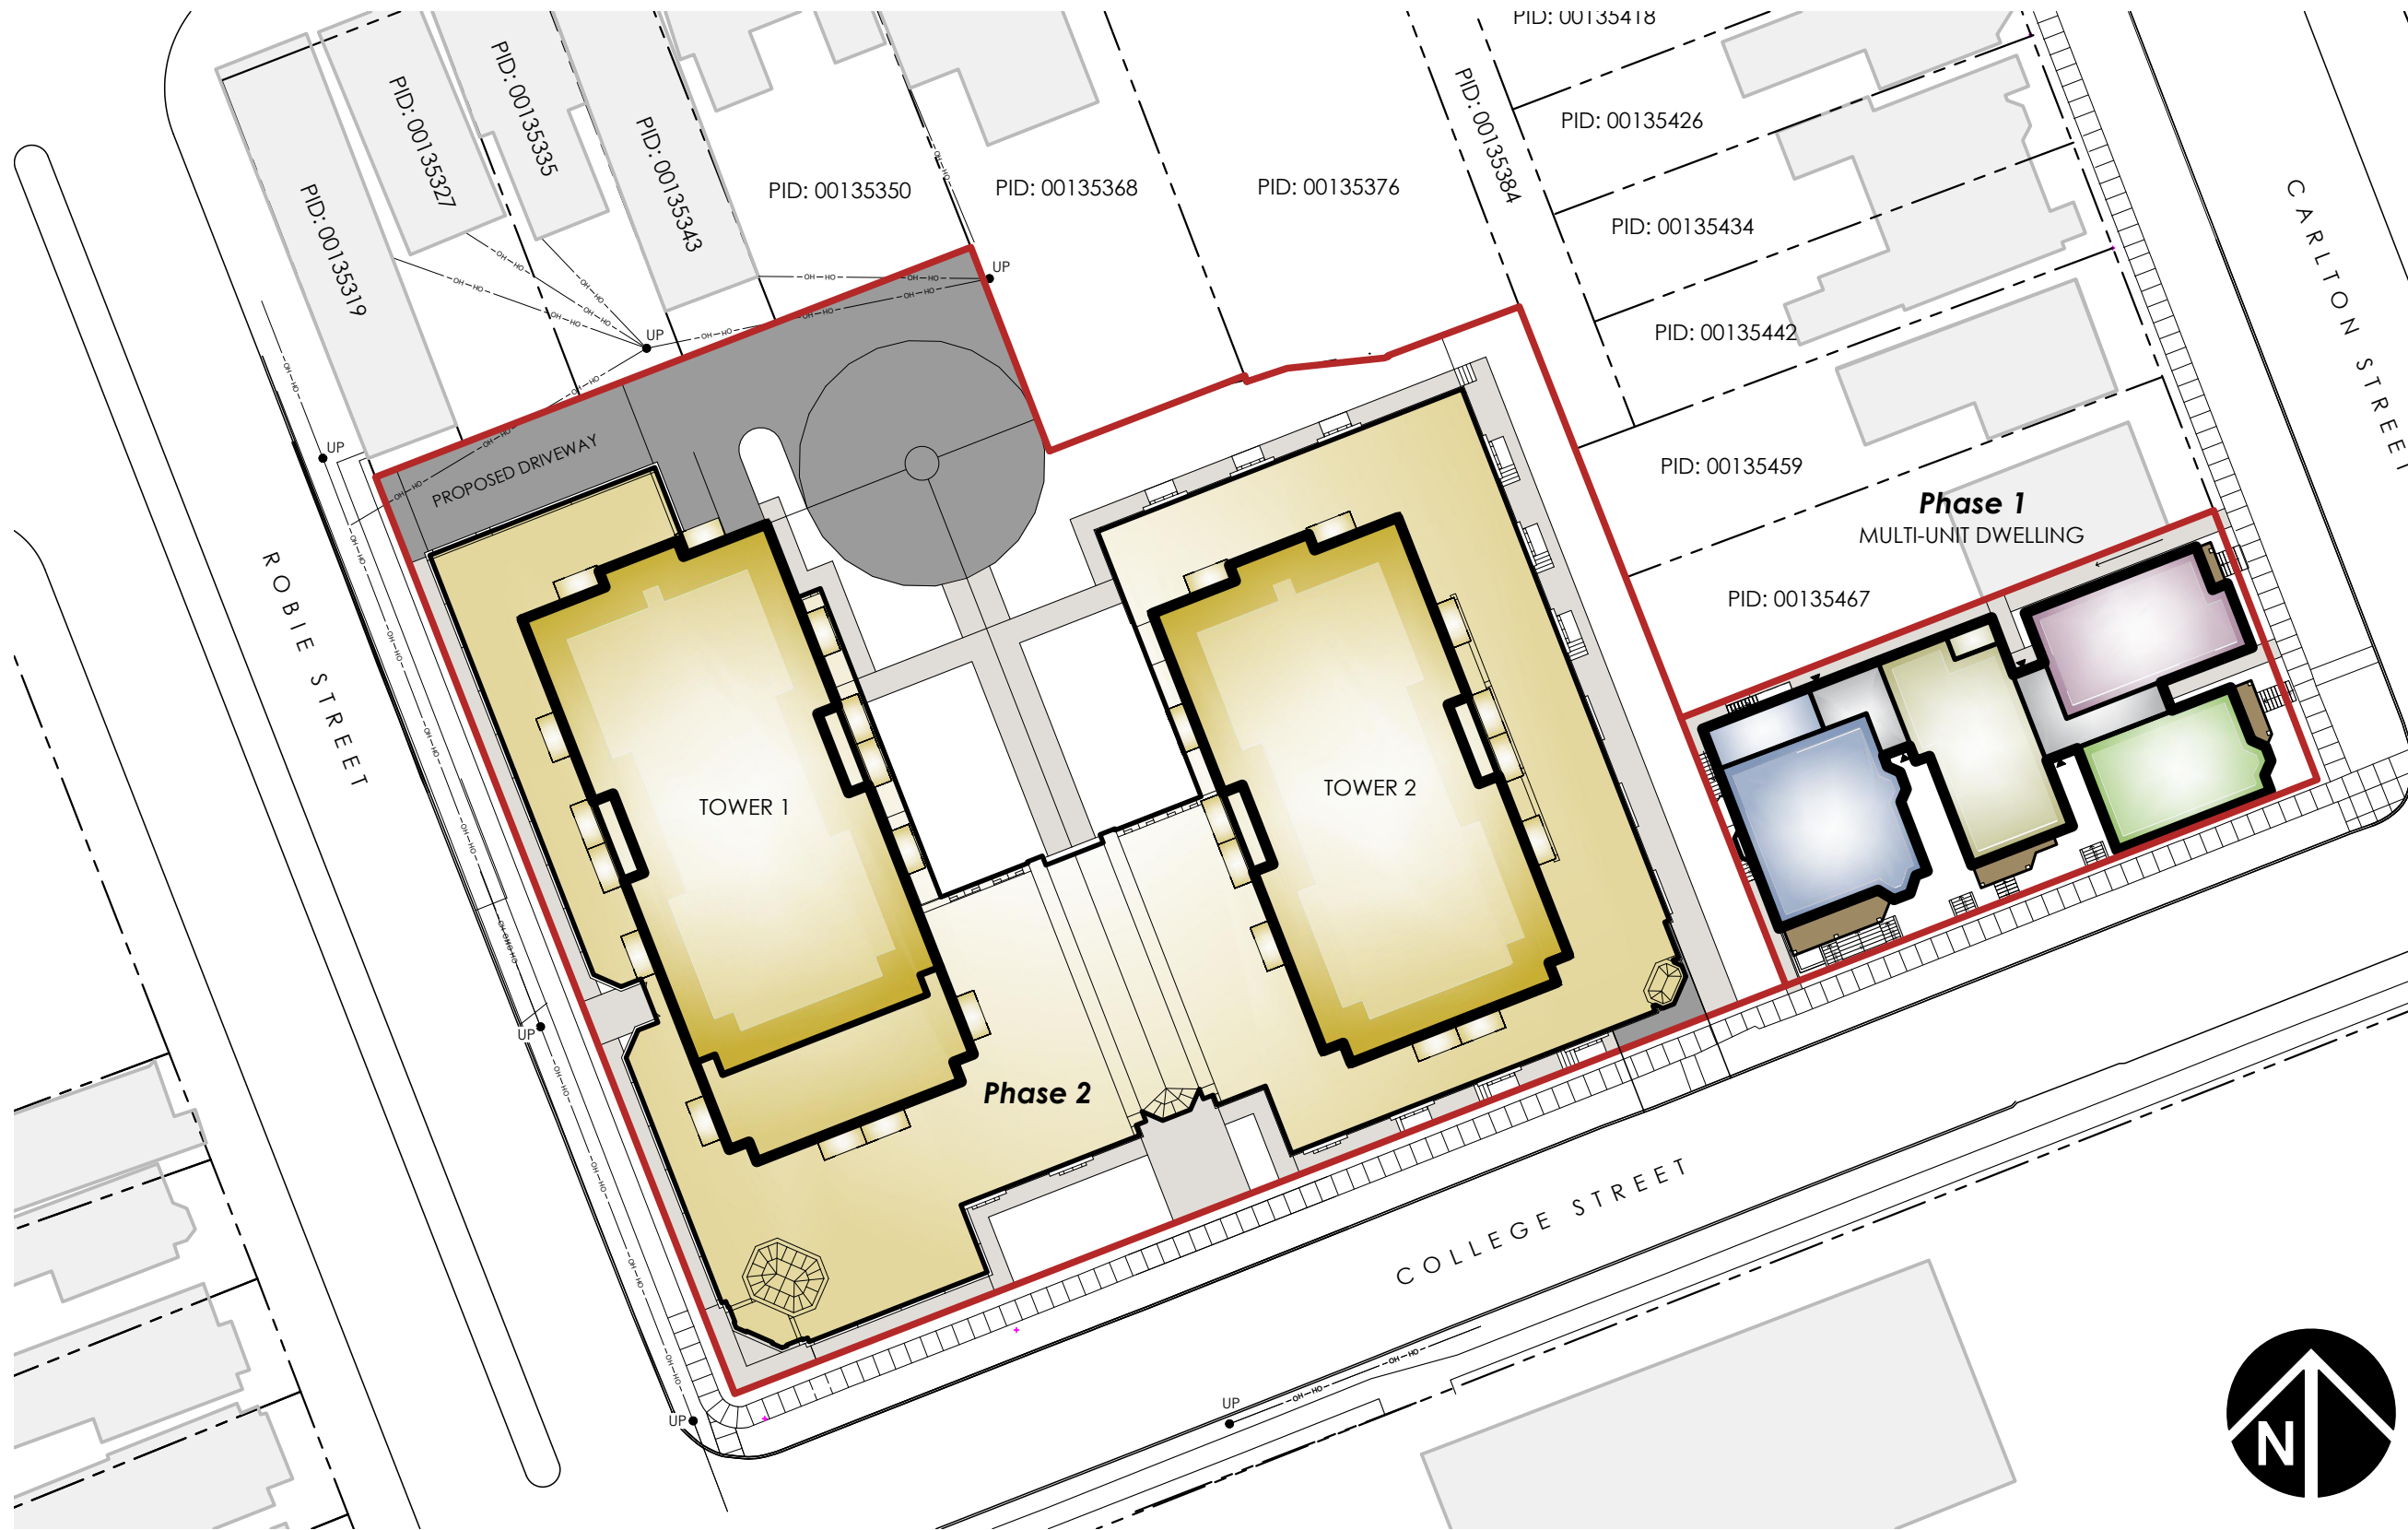 PID: 00135418
PID: 00135335
PID: 00135327
PID: 00135384
PID: 00135426
PID: 00135343
PID: 00135319
PID: 00135350
PID: 00135368
PID: 00135376
PID: 00135434
CARLTON STREET
UP
UP
PID: 00135442
UP
PROPOSED DRIVEWAY
PID: 00135459
Phase 1
MULTI-UNIT DWELLING
PID: 00135467
ROBIE STREET
TOWER 1
TOWER 2
UP
Phase 2
COLLEGE STREET
UP
UP
N